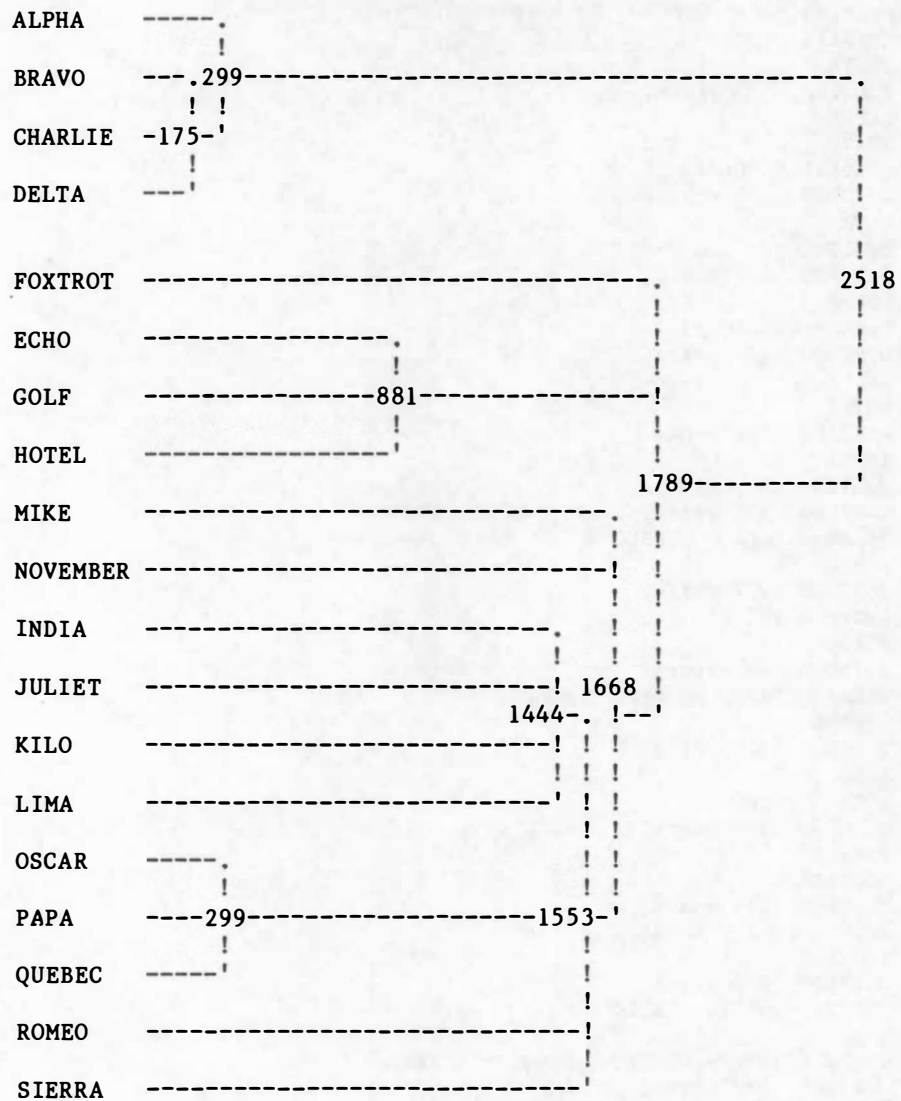 ALPHA -----.
BRAVO ---.299------------------------------------------.
CHARLIE -175-'
DELTA ---'
FOXTROT -----------------------------------. 2518
ECHO -----------------.
GOLF ----------------881----------------!
HOTEL -----------------'
1789-----------'
MIKE --------------------------------.
NOVEMBER --------------------------------!
INDIA ----------------------------.
JULIET ----------------------------! 1668
1444-. !--'
KILO ----------------------------!
LIMA ----------------------------'
OSCAR -----.
PAPA ----299--------------------1553-'
QUEBEC -----'
ROMEO ------------------------------!
SIERRA ------------------------------'